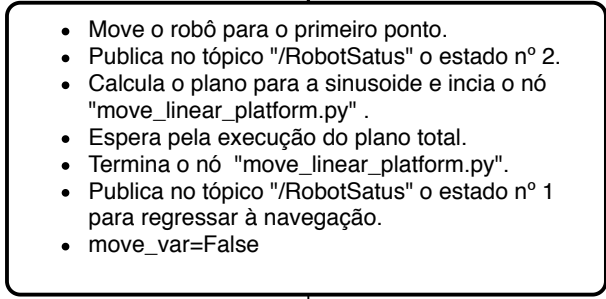 • Move o robô para o primeiro ponto.
• Publica no tópico "/RobotSatus" o estado nº 2.
• Calcula o plano para a sinusoide e incia o nó
"move_linear_platform.py" .
• Espera pela execução do plano total.
• Termina o nó "move_linear_platform.py".
• Publica no tópico "/RobotSatus" o estado nº 1
para regressar à navegação.
• move_var=False